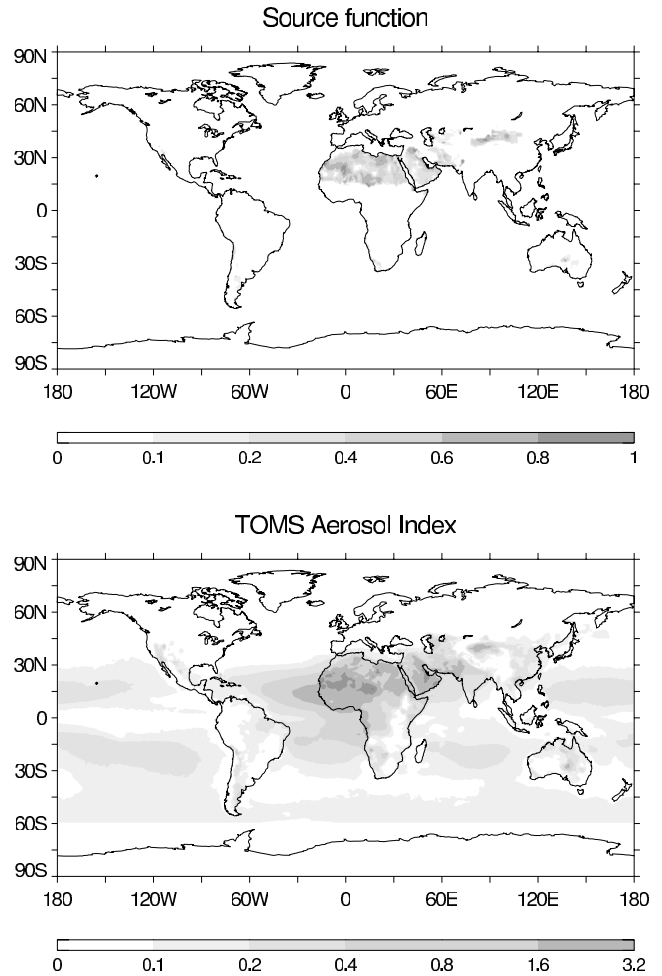 Source function
90N
60N
30N
0
30S
60S
90S
180 120W 60W 0 60E 120E 180
0 0.1 0.2 0.4 0.6 0.8 1
TOMS Aerosol Index
90N
60N
30N
0
30S
60S
90S
180 120W 60W 0 60E 120E 180
0 0.1 0.2 0.4 0.8 1.6 3.2